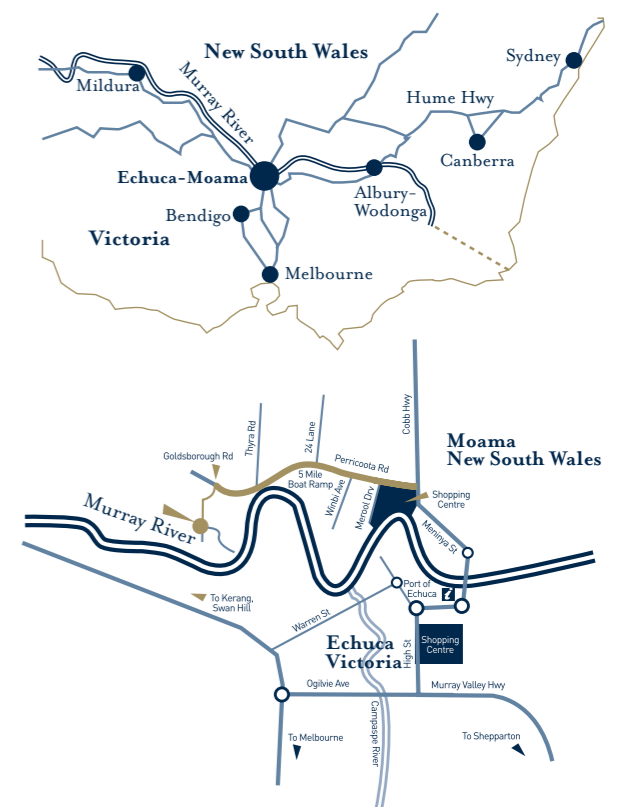 New South Wales
Sydney
Mildura
Murray River
Hume Hwy
Canberra
Echuca-Moama
Albury-
Wodonga
Bendigo
Victoria
Melbourne
Cobb Hwy
Thyra Rd
24 Lane
Moama
New South Wales
Goldsborough Rd
Perricoota Rd
5 Mile
Boat Ramp
Winbi Ave
Merool Drv
Shopping
Centre
Murray River
Meninya St
Port of
Echuca
i
To Kerang,
Swan Hill
Warren St
Echuca
Victoria
High St
Shopping
Centre
Ogilvie Ave
Murray Valley Hwy
Campaspe River
To Melbourne
To Shepparton